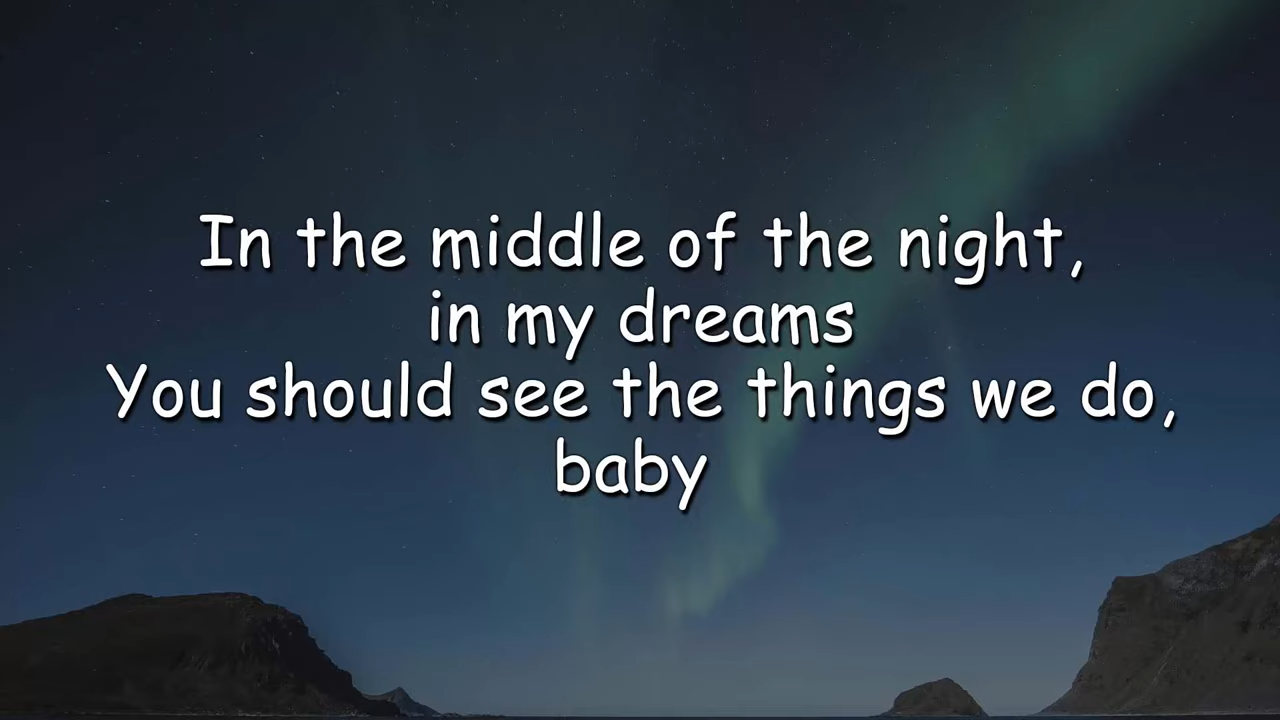 In the middle of the night,
in my dreams
You should see the things we do,
baby